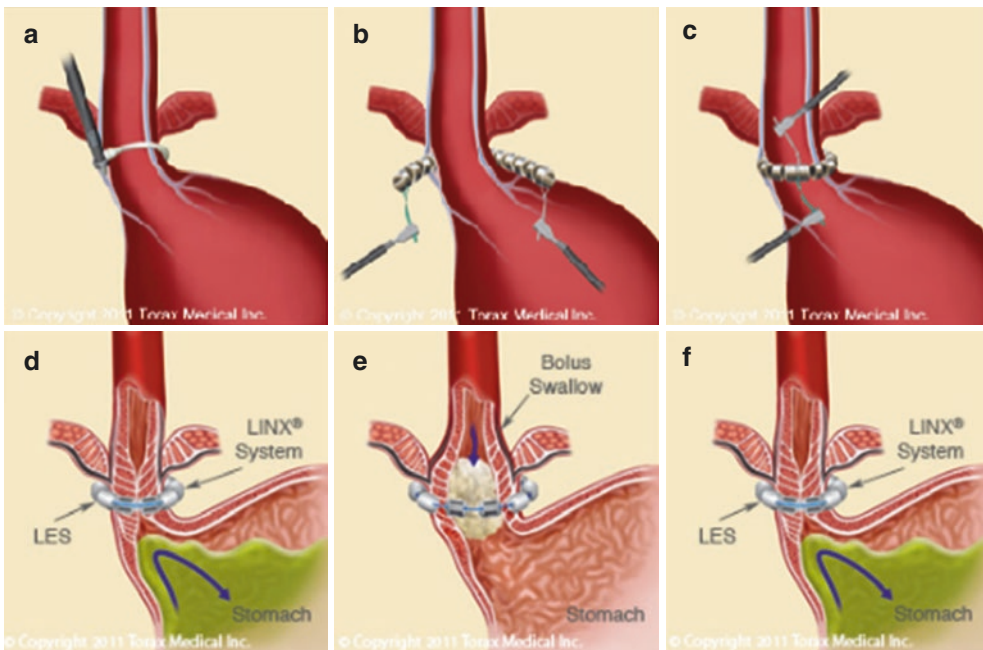 a
b
c
© Copyright 2011 Torax Medical Inc.
© Copyright 2011 Torax Medical Inc.
© Copyright 2011 Torax Medical Inc.
d
LINX®
System
LES
Stomach
© Copyright 2011 Torax Medical Inc.
e
Bolus
Swallow
Stomach
© Copyright 2011 Torax Medical Inc.
f
LINX®
System
LES
Stomach
© Copyright 2011 Torax Medical Inc.